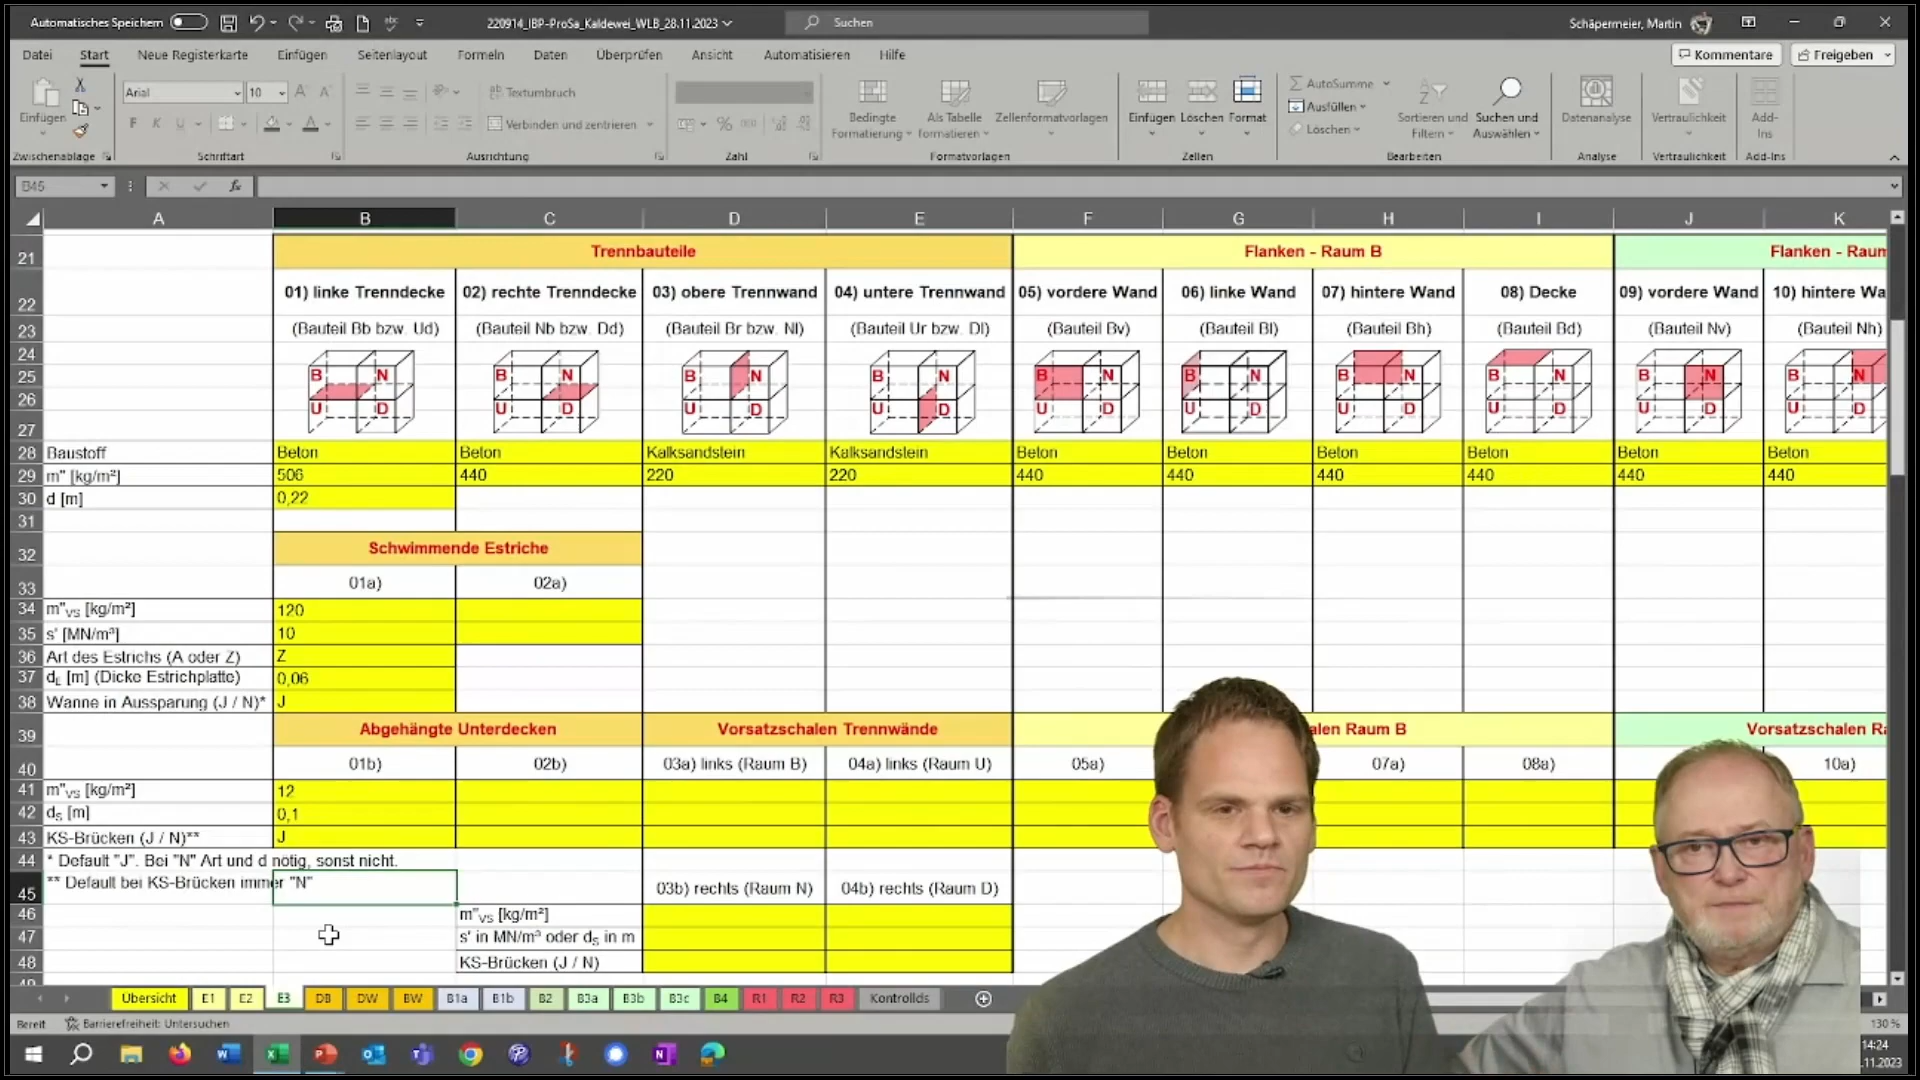 Automatisches Speichern
220914_IBP-ProSa_Kaldewei_WLB_28.11.2023
Suchen
Schäpermeier, Martin
Datei Start Neue Registerkarte Einfügen Seitenlayout Formeln Daten Überprüfen Ansicht Automatisieren Hilfe
Kommentare Freigeben
Einfügen
Arial 10
F K U
Textumbruch
Verbinden und zentrieren
% 000
Bedingte Formatierung
Als Tabelle formatieren
Zellenformatvorlagen
Einfügen Löschen Format
AutoSumme
Ausfüllen
Löschen
Sortieren und Filtern
Suchen und Auswählen
Datenanalyse
Vertraulichkeit
Add-Ins
Zwischenablage Schriftart Ausrichtung Zahl Formatvorlagen Zellen Bearbeiten Analyse Vertraulichkeit Add-Ins
B45 fx
A B C D E F G H I J K
21 Trennbauteile Flanken - Raum B Flanken - Raum
22 01) linke Trenndecke 02) rechte Trenndecke 03) obere Trennwand 04) untere Trennwand 05) vordere Wand 06) linke Wand 07) hintere Wand 08) Decke 09) vordere Wand 10) hintere Wa
23 (Bauteil Bb bzw. Ud) (Bauteil Nb bzw. Dd) (Bauteil Br bzw. Nl) (Bauteil Ur bzw. Dl) (Bauteil Bv) (Bauteil Bl) (Bauteil Bh) (Bauteil Bd) (Bauteil Nv) (Bauteil Nh)
24
25 B N B N B N B N B N B N B N B N B N N
26 U D U D U D U D U D U D U D U D U D U D
27
28 Baustoff Beton Beton Kalksandstein Kalksandstein Beton Beton Beton Beton Beton Beton
29 m" [kg/m²] 506 440 220 220 440 440 440 440 440 440
30 d [m] 0,22
31
32 Schwimmende Estriche
33 01a) 02a)
34 m"VS [kg/m²] 120
35 s' [MN/m³] 10
36 Art des Estrichs (A oder Z) Z
37 dE [m] (Dicke Estrichplatte) 0,06
38 Wanne in Aussparung (J / N)* J
39 Abgehängte Unterdecken Vorsatzschalen Trennwände alen Raum B Vorsatzschalen Ra
40 01b) 02b) 03a) links (Raum B) 04a) links (Raum U) 05a) 07a) 08a) 10a)
41 m"VS [kg/m²] 12
42 dS [m] 0,1
43 KS-Brücken (J / N)** J
44 * Default "J". Bei "N" Art und d nötig, sonst nicht.
45 ** Default bei KS-Brücken immer "N" 03b) rechts (Raum N) 04b) rechts (Raum D)
46 m"VS [kg/m²]
47 s' in MN/m³ oder dS in m
48 KS-Brücken (J / N)
Übersicht E1 E2 E3 DB DW BW B1a B1b B2 B3a B3b B3c B4 R1 R2 R3 Kontrollds
Bereit Barrierefreiheit: Untersuchen
130 %
14:24
.11.2023